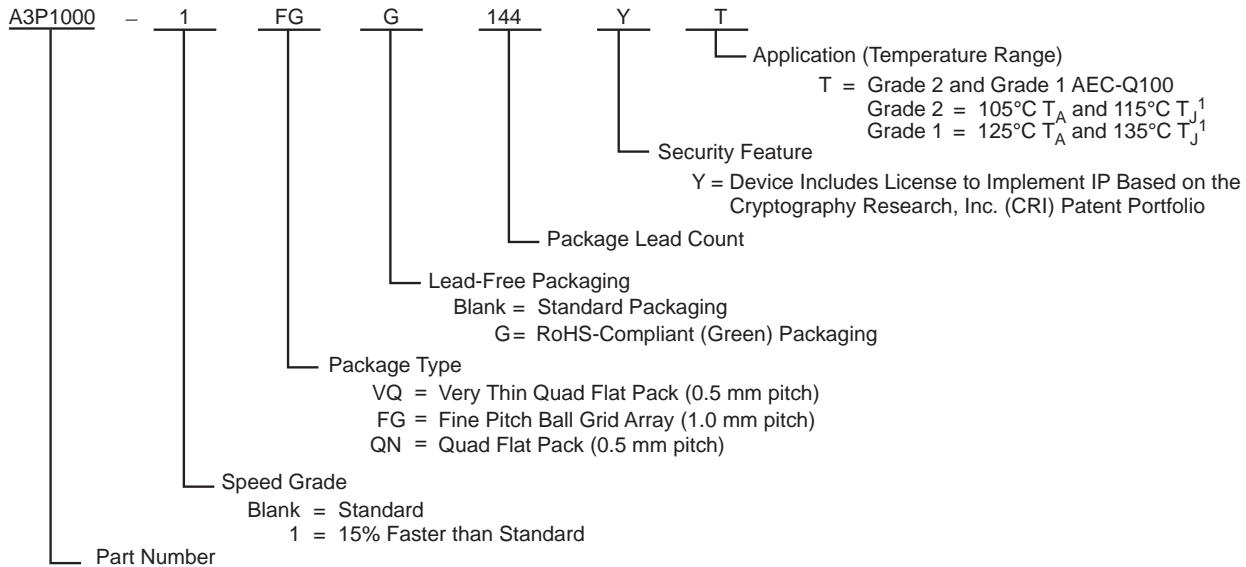 A3P1000 – 1 FG G 144 Y T
Application (Temperature Range)
T = Grade 2 and Grade 1 AEC-Q100
Grade 2 = 105°C TA and 115°C TJ1
Grade 1 = 125°C TA and 135°C TJ1
Security Feature
Y = Device Includes License to Implement IP Based on the
Cryptography Research, Inc. (CRI) Patent Portfolio
Package Lead Count
Lead-Free Packaging
Blank = Standard Packaging
G= RoHS-Compliant (Green) Packaging
Package Type
VQ = Very Thin Quad Flat Pack (0.5 mm pitch)
FG = Fine Pitch Ball Grid Array (1.0 mm pitch)
QN = Quad Flat Pack (0.5 mm pitch)
Speed Grade
Blank = Standard
1 = 15% Faster than Standard
Part Number